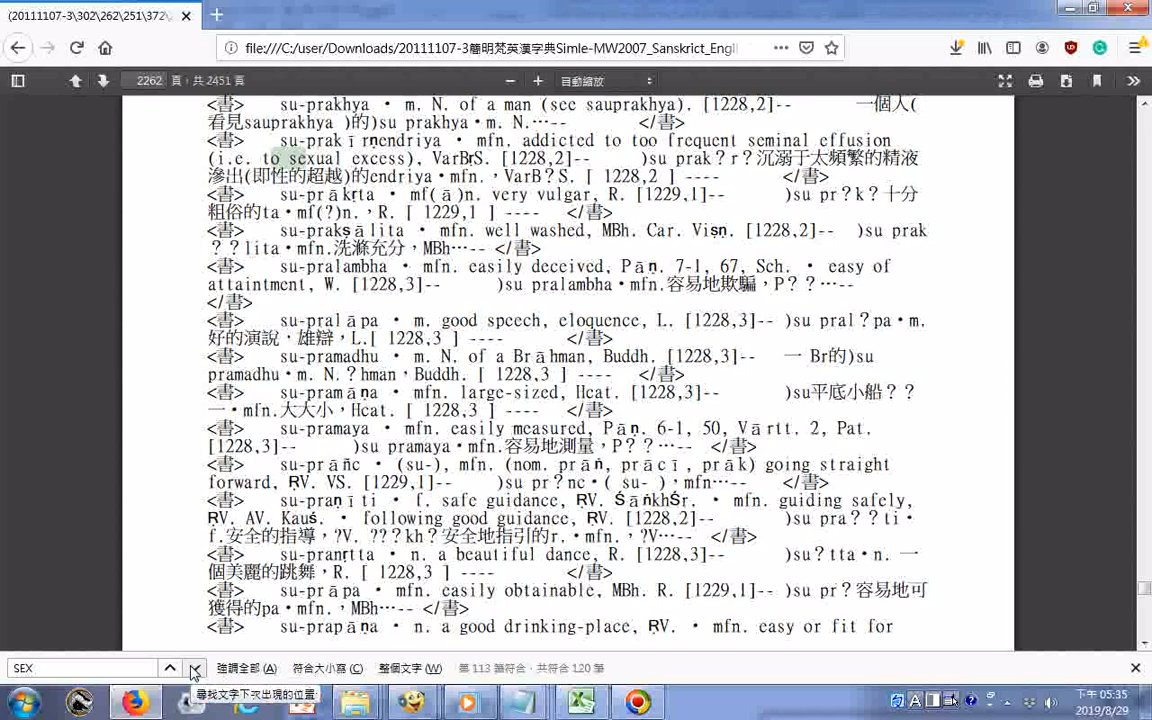 (20111107-3\302\262\251\372\
file:///C:/user/Downloads/20111107-3簡明梵英漢字典Simle-MW2007_Sanskrict_Engl
2262 頁，共 2451 頁
自動縮放
<書> su-prakhya • m. N. of a man (see sauprakhya). [1228,2]-- 一個人(
看見sauprakhya )的)su prakhya•m. N.…-- </書>
<書> su-prakīrṇendriya • mfn. addicted to too frequent seminal effusion
(i.e. to sexual excess), VarBṛS. [1228,2]-- )su prak？r？沉溺于太頻繁的精液
滲出(即性的超越)的endriya•mfn.，VarB？S. [ 1228,2 ] ---- </書>
<書> su-prākṛta • mf(ā)n. very vulgar, R. [1229,1]-- )su pr？k？十分
粗俗的ta•mf(?)n.，R. [ 1229,1 ] ---- </書>
<書> su-prakṣālita • mfn. well washed, MBh. Car. Viṣṇ. [1228,2]-- )su prak
？？lita•mfn.洗滌充分，MBh…-- </書>
<書> su-pralambha • mfn. easily deceived, Pāṇ. 7-1, 67, Sch. • easy of
attaintment, W. [1228,3]-- )su pralambha•mfn.容易地欺騙，P？？…--
</書>
<書> su-pralāpa • m. good speech, eloquence, L. [1228,3]-- )su pral？pa•m.
好的演說，雄辯，L.[ 1228,3 ] ---- </書>
<書> su-pramadhu • m. N. of a Brāhman, Buddh. [1228,3]-- 一 Br的)su
pramadhu•m. N.？hman，Buddh. [ 1228,3 ] ---- </書>
<書> su-pramāṇa • mfn. large-sized, Hcat. [1228,3]-- )su平底小船？？
一•mfn.大大小，Hcat. [ 1228,3 ] ---- </書>
<書> su-pramaya • mfn. easily measured, Pāṇ. 6-1, 50, Vārtt. 2, Pat.
[1228,3]-- )su pramaya•mfn.容易地測量，P？？…-- </書>
<書> su-prāñc • (su-), mfn. (nom. prāṅ, prācī, prāk) going straight
forward, ṚV. VS. [1229,1]-- )su pr？nc•( su- )，mfn…-- </書>
<書> su-praṇīti • f. safe guidance, ṚV. ŚāṅkhŚr. • mfn. guiding safely,
ṚV. AV. Kauś. • following good guidance, ṚV. [1228,2]-- )su pra？？ti•
f.安全的指導，?V. ???kh？安全地指引的r.•mfn.，?V…-- </書>
<書> su-pranṛtta • n. a beautiful dance, R. [1228,3]-- )su？tta•n. 一
個美麗的跳舞，R. [ 1228,3 ] ---- </書>
<書> su-prāpa • mfn. easily obtainable, MBh. R. [1229,1]-- )su pr？容易地可
獲得的pa•mfn.，MBh…-- </書>
<書> su-prapāṇa • n. a good drinking-place, ṚV. • mfn. easy or fit for
SEX 強調全部 (A) 符合大小寫 (C) 整個文字 (W) 第 113 筆符合，共符合 120 筆
尋找文字下次出現的位置
下午 05:35
2019/8/29